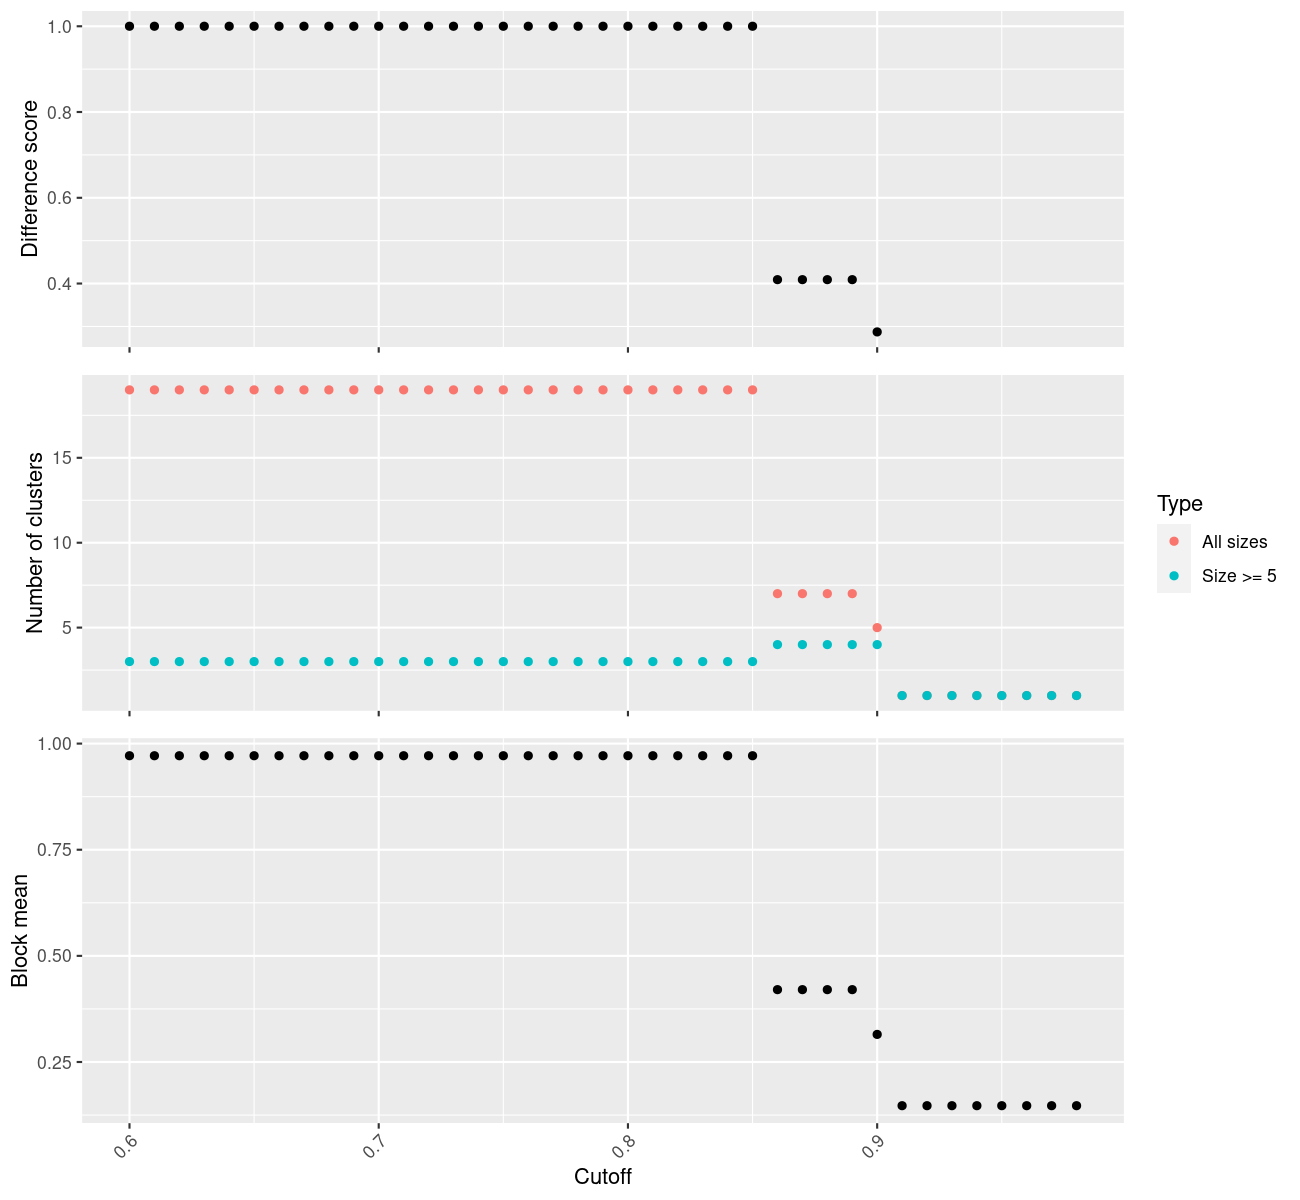 1.0
0.8
0.6
0.4
Difference score
15
10
5
Number of clusters
Type
All sizes
Size >= 5
1.00
0.75
0.50
0.25
Block mean
0.6
0.7
0.8
0.9
Cutoff